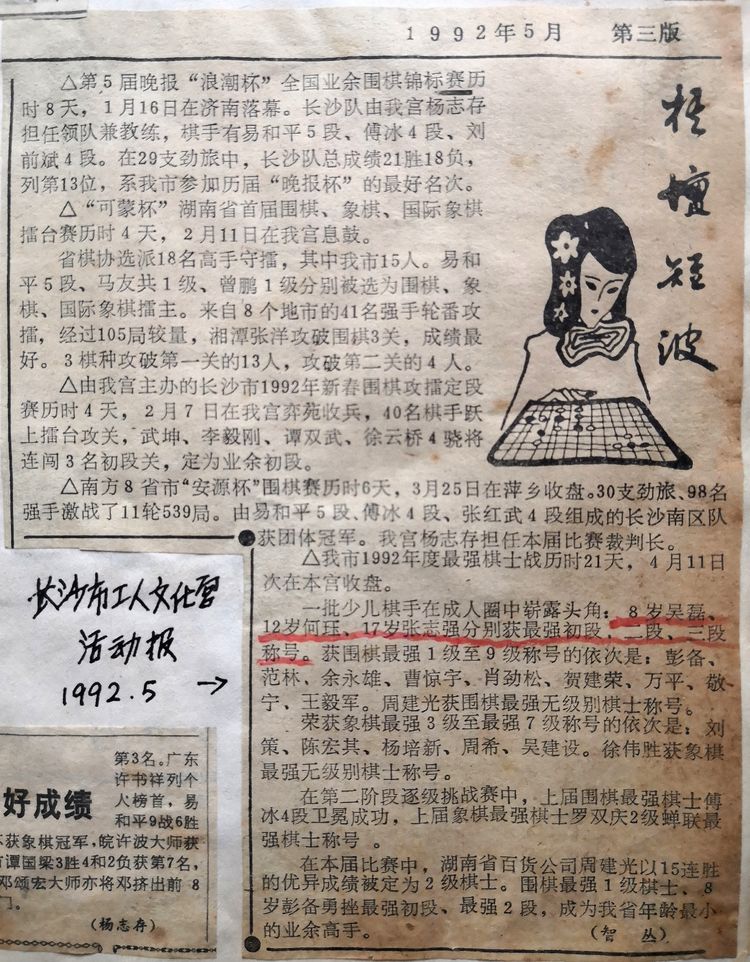 1992年5月　第三版
枰壇短波
△第5届晚报“浪潮杯”全国业余围棋锦标赛历
时8天，1月16日在济南落幕。长沙队由我宫杨志存
担任领队兼教练，棋手有易和平5段、傅冰4段、刘
前斌4段。在29支劲旅中，长沙队总成绩21胜18负，
列第13位，系我市参加历届“晚报杯”的最好名次。
△“可蒙杯”湖南省首届围棋、象棋、国际象棋
擂台赛历时4天，2月11日在我宫息鼓。
省棋协选派18名高手守擂，其中我市15人。易和
平5段、马友共1级、曾鹏1级分别被选为围棋、象
棋、国际象棋擂主。来自8个地市的41名强手轮番攻
擂，经过105局较量，湘潭张洋攻破围棋3关，成绩最
好。3棋种攻破第一关的13人，攻破第二关的4人。
△由我宫主办的长沙市1992年新春围棋攻擂定段
赛历时4天，2月7日在我宫弈苑收兵，40名棋手跃
上擂台攻关，武坤、李毅刚、谭双武、徐云桥4骁将
连闯3名初段关，定为业余初段。
△南方8省市“安源杯”围棋赛历时6天，3月25日在萍乡收盘。30支劲旅、98名
强手激战了11轮539局。由易和平5段、傅冰4段、张红武4段组成的长沙南区队
获团体冠军。我宫杨志存担任本届比赛裁判长。
△我市1992年度最强棋士战历时21天，4月11日
次在本宫收盘。
一批少儿棋手在成人圈中崭露头角：8岁吴磊、
12岁何珏、17岁张志强分别获最强初段、二段、三段
称号。获围棋最强1级至9级称号的依次是：彭备、
范林、余永雄、曹惊宇、肖劲松、贺建荣、万平、敬
宁、王毅军。周建光获围棋最强无级别棋士称号。
荣获象棋最强3级至最强7级称号的依次是：刘
策、陈宏其、杨培新、周希、吴建设。徐伟胜获象棋
最强无级别棋士称号。
在第二阶段逐级挑战赛中，上届围棋最强棋士傅
冰4段卫冕成功，上届象棋最强棋士罗双庆2级蝉联最
强棋士称号。
在本届比赛中，湖南省百货公司周建光以15连胜
的优异成绩被定为2级棋士。围棋最强1级棋士、8
岁彭备勇挫最强初段、最强2段，成为我省年龄最小
的业余高手。　（智丛）
长沙市工人文化宫
活动报
1992.5 →
第3名。广东
许书祥列个
人榜首，易
和平9战6胜
好成绩
获象棋冠军，皖许波大师获
谭国梁3胜4和2负获第7名，
邓颂宏大师亦将邓挤出前8
门。
（杨志存）